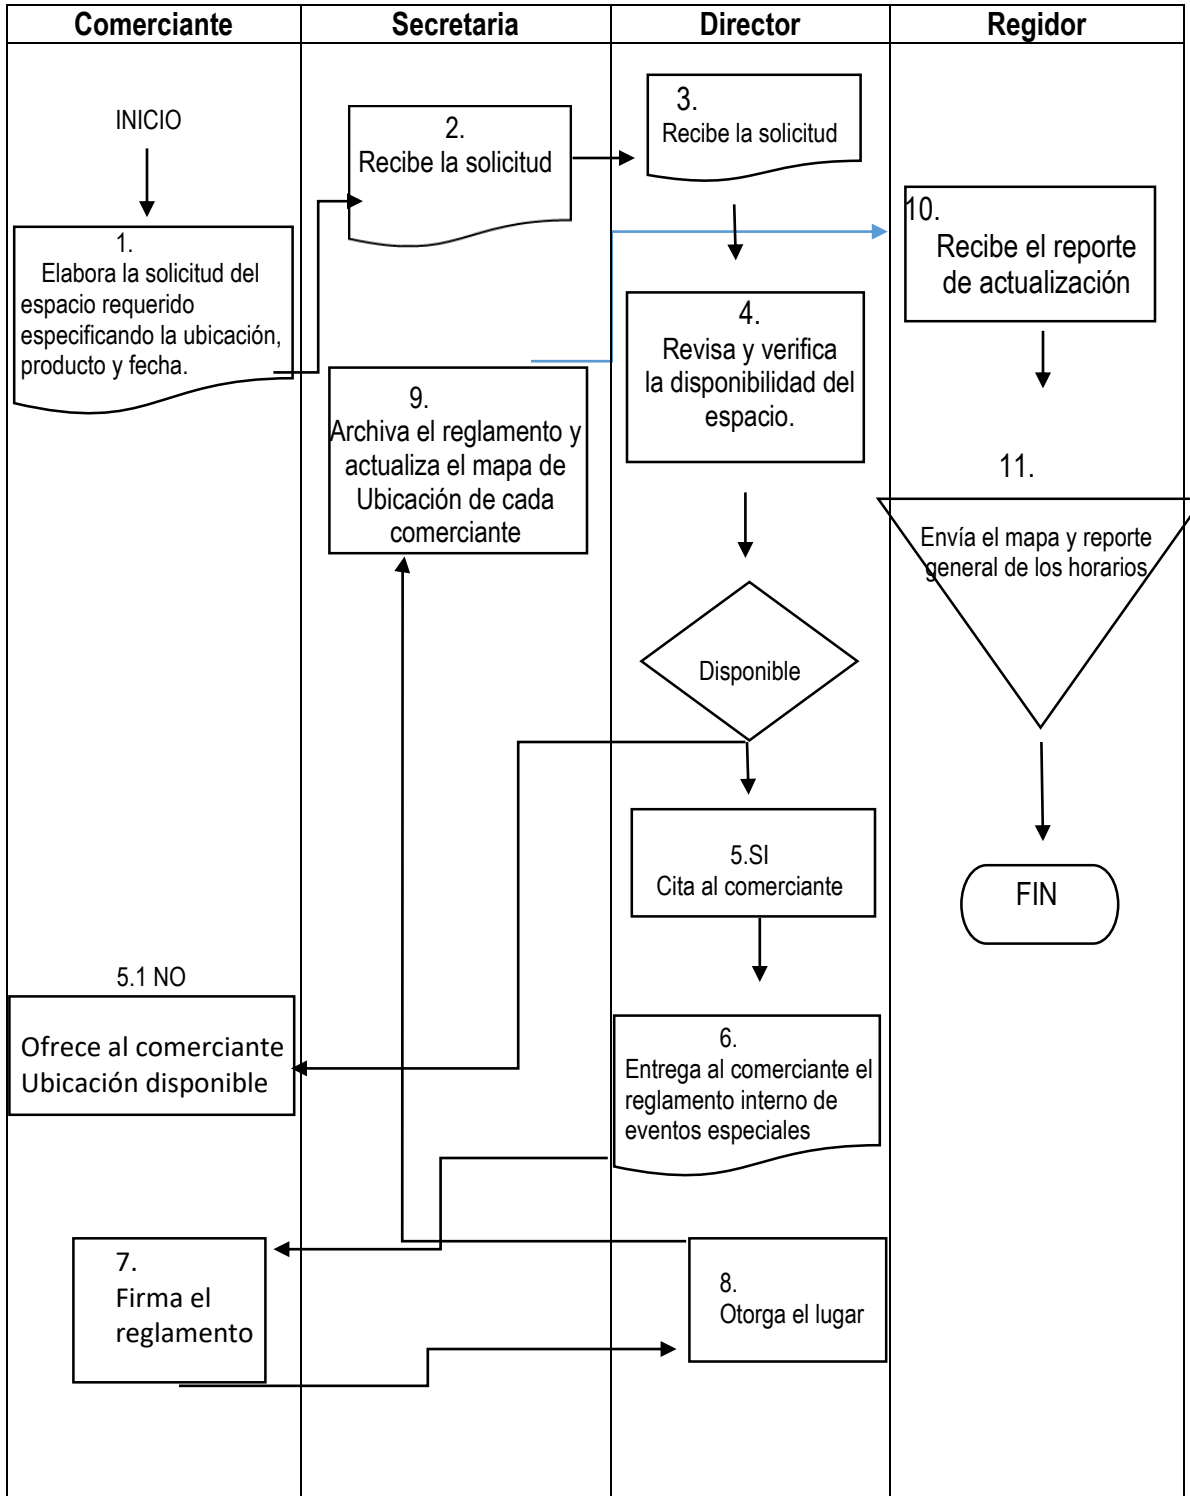 Comerciante
Secretaria
Director
Regidor
INICIO
1.
Elabora la solicitud del
espacio requerido
especificando la ubicación,
producto y fecha.
2.
Recibe la solicitud
3.
Recibe la solicitud
4.
Revisa y verifica
la disponibilidad del
espacio.
Disponible
5.SI
Cita al comerciante
5.1 NO
Ofrece al comerciante
Ubicación disponible
6.
Entrega al comerciante el
reglamento interno de
eventos especiales
7.
Firma el
reglamento
8.
Otorga el lugar
9.
Archiva el reglamento y
actualiza el mapa de
Ubicación de cada
comerciante
10.
Recibe el reporte
de actualización
11.
Envía el mapa y reporte
general de los horarios
FIN